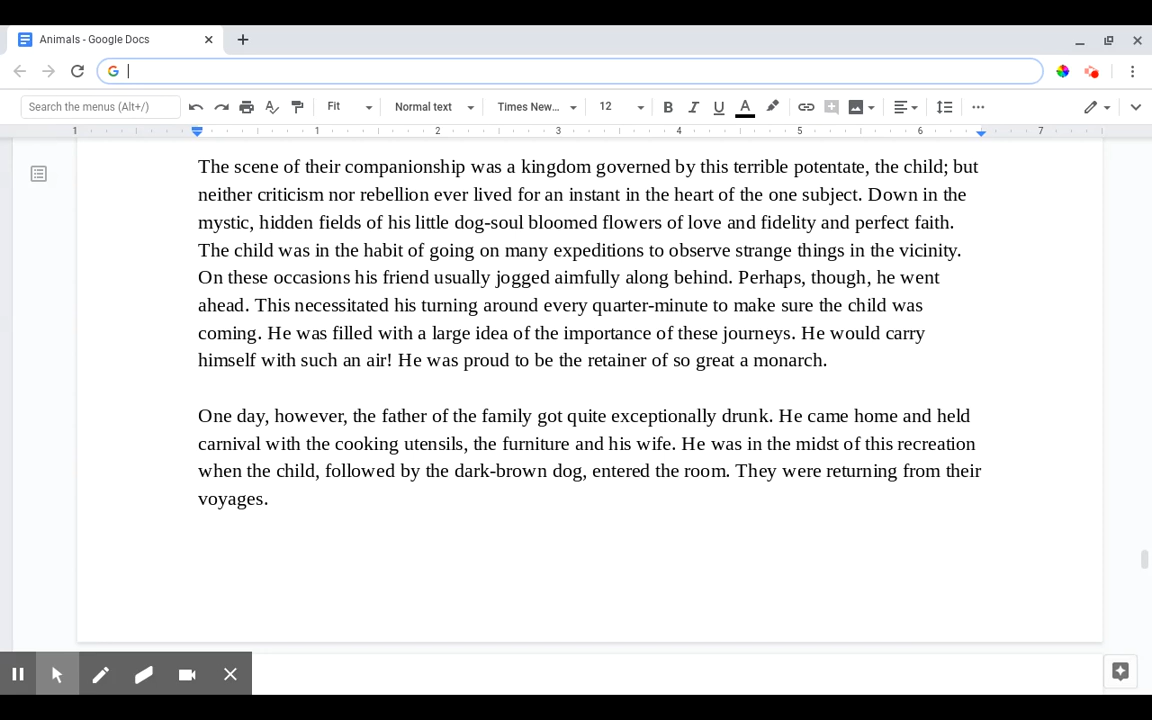 Animals - Google Docs
Search the menus (Alt+/)
Fit
Normal text
Times New...
12
1
1
2
3
4
5
6
7
The scene of their companionship was a kingdom governed by this terrible potentate, the child; but
neither criticism nor rebellion ever lived for an instant in the heart of the one subject. Down in the
mystic, hidden fields of his little dog-soul bloomed flowers of love and fidelity and perfect faith.
The child was in the habit of going on many expeditions to observe strange things in the vicinity.
On these occasions his friend usually jogged aimfully along behind. Perhaps, though, he went
ahead. This necessitated his turning around every quarter-minute to make sure the child was
coming. He was filled with a large idea of the importance of these journeys. He would carry
himself with such an air! He was proud to be the retainer of so great a monarch.
One day, however, the father of the family got quite exceptionally drunk. He came home and held
carnival with the cooking utensils, the furniture and his wife. He was in the midst of this recreation
when the child, followed by the dark-brown dog, entered the room. They were returning from their
voyages.